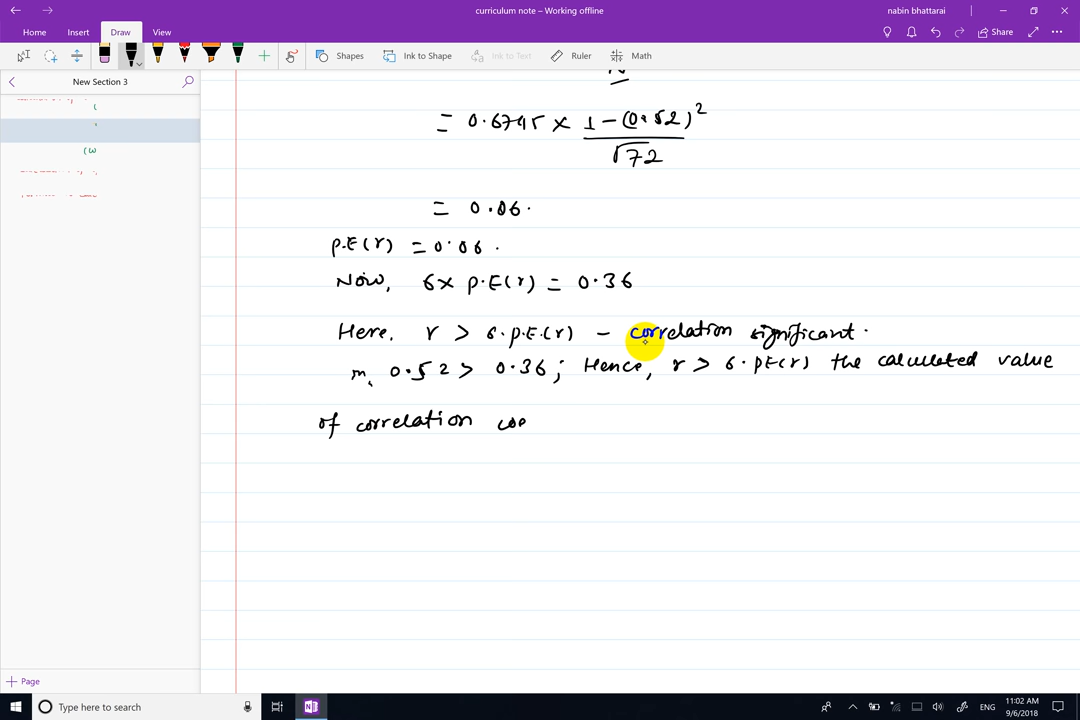 curriculum note – Working offline
nabin bhattarai
Home Insert Draw View
Share
Shapes Ink to Shape Ink to Text Ruler Math
New Section 3
= 0.6745 × 1 - (0.52)²
√72
= 0.06.
P.E(r) = 0.06.
Now, 6 × P.E(r) = 0.36
Here, r > 6.P.E.(r) – correlation significant.
0.52 > 0.36; Hence, r > 6.PE(r) the calculated value
of correlation coe
+ Page
Type here to search
ENG
11:02 AM
9/6/2018